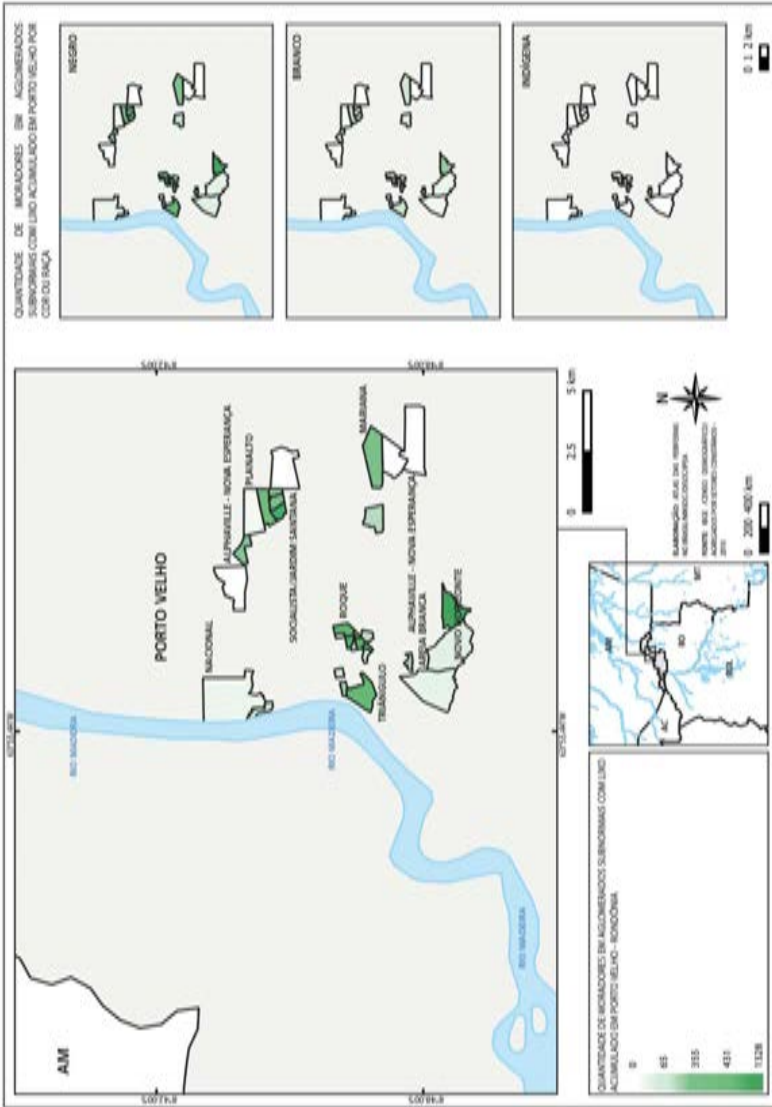 PORTO VELHO
AM
RIO MADEIRA
RIO MADEIRA
RIO MADEIRA
NACIONAL
ALPHAVILLE - NOVA ESPERANÇA
PLANALTO
SOCIALISTA/JARDIM SANTANA
ROQUE
TRIÂNGULO
MARIANA
ALPHAVILLE - NOVA ESPERANÇA
AREIA BRANCA
NOVO
0 2.5 5 km
QUANTIDADE DE MORADORES EM AGLOMERADOS SUBNORMAIS COM LIXO
ACUMULADO EM PORTO VELHO - RONDÔNIA
0
65
355
431
1328
AM
AC
RO
MT
BOL
0 200 400 km
N
QUANTIDADE DE MORADORES EM AGLOMERADOS
SUBNORMAIS COM LIXO ACUMULADO EM PORTO VELHO POR
COR OU RAÇA
NEGRO
BRANCO
INDÍGENA
0 1 2 km